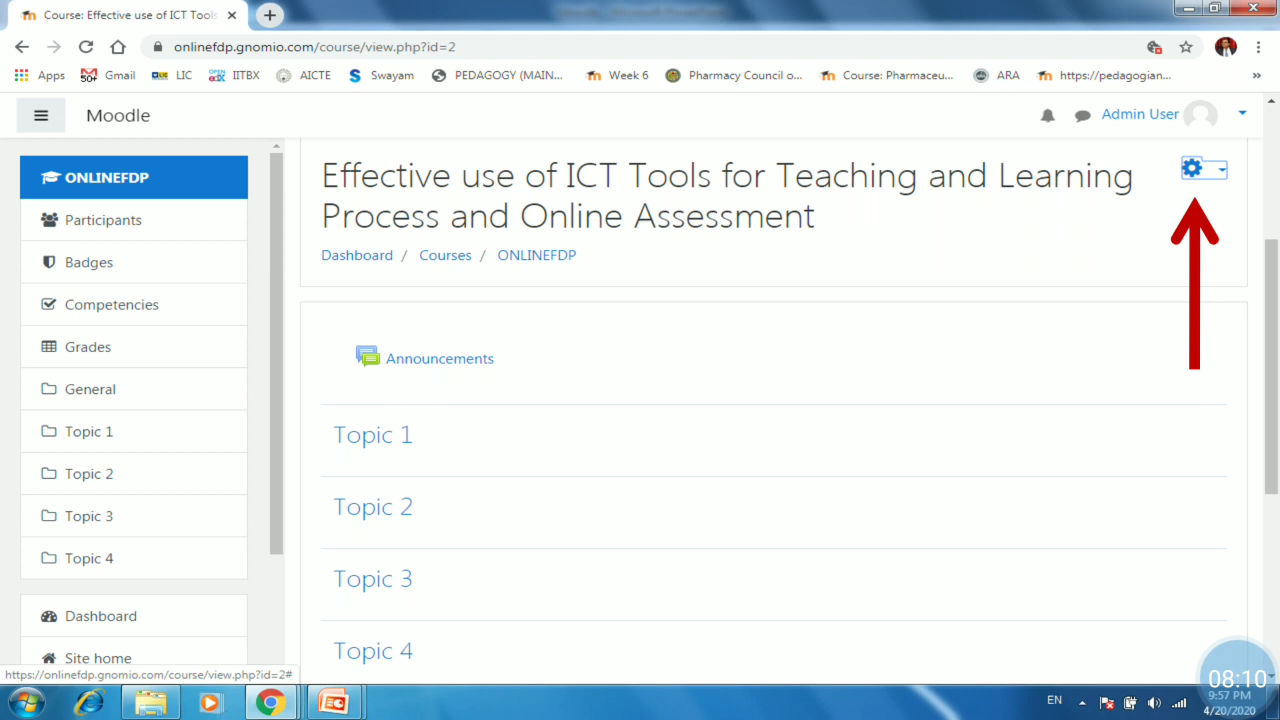 Course: Effective use of ICT Tools
onlinefdp.gnomio.com/course/view.php?id=2
Apps Gmail LIC IITBX AICTE Swayam PEDAGOGY (MAIN... Week 6 Pharmacy Council o... Course: Pharmaceu... ARA https://pedagogian... »
Moodle
Admin User
ONLINEFDP
Participants
Badges
Competencies
Grades
General
Topic 1
Topic 2
Topic 3
Topic 4
Dashboard
Site home
Effective use of ICT Tools for Teaching and Learning
Process and Online Assessment
Dashboard / Courses / ONLINEFDP
Announcements
Topic 1
Topic 2
Topic 3
Topic 4
https://onlinefdp.gnomio.com/course/view.php?id=2#
08:10
EN
9:57 PM
4/20/2020